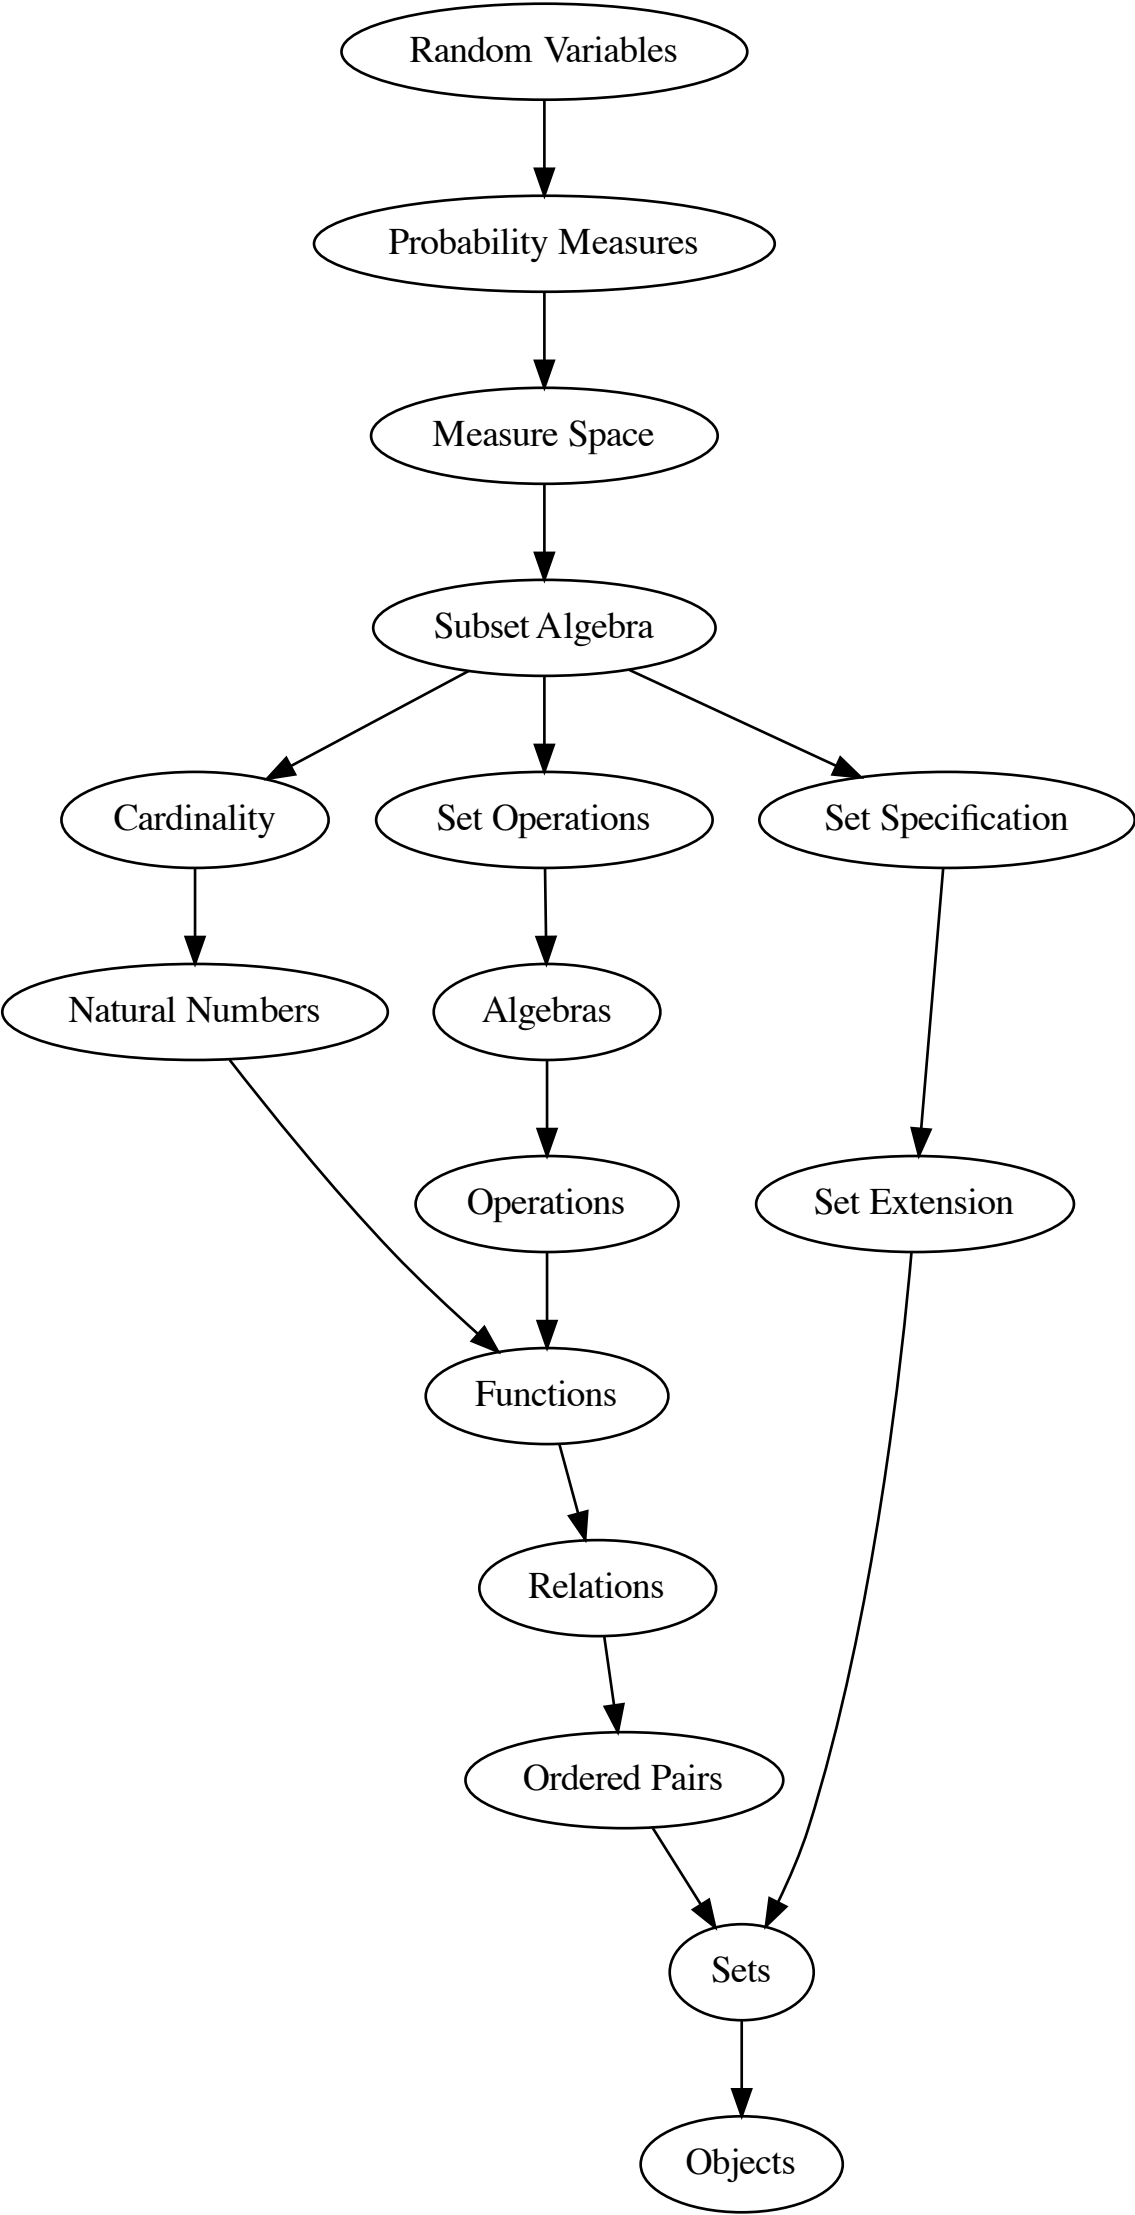 Random Variables
Probability Measures
Measure Space
Subset Algebra
Cardinality
Set Operations
Set Specification
Natural Numbers
Algebras
Operations
Set Extension
Functions
Relations
Ordered Pairs
Sets
Objects